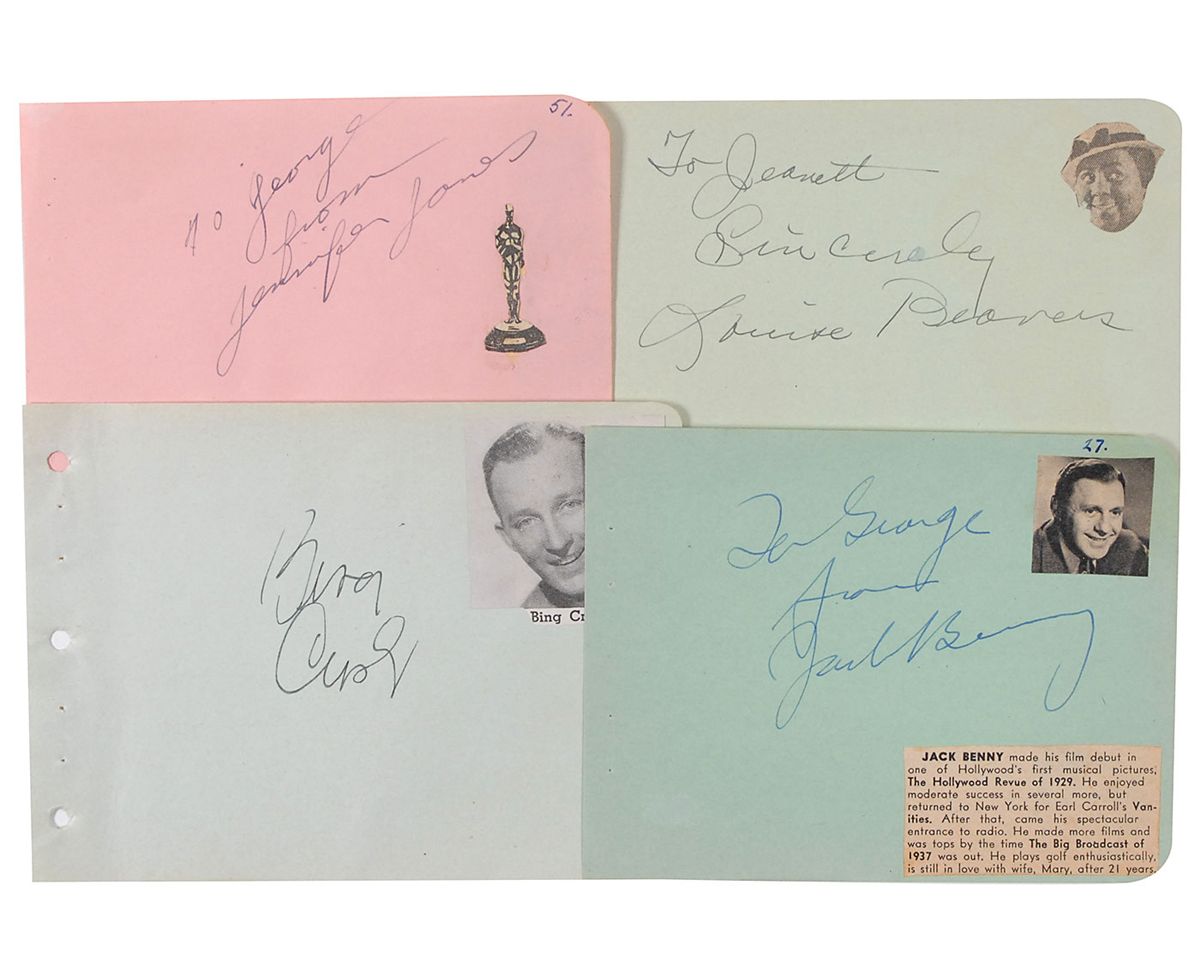 51.
To George
from
Jennifer Jones
To Jeanett
Sincerely
Louise Beavers
Bing
Crosby
Bing Cr
27.
For George
from
Jack Benny
JACK BENNY made his film debut in
one of Hollywood's first musical pictures,
The Hollywood Revue of 1929. He enjoyed
moderate success in several more, but
returned to New York for Earl Carroll's Van-
ities. After that, came his spectacular
entrance to radio. He made more films and
was tops by the time The Big Broadcast of
1937 was out. He plays golf enthusiastically,
is still in love with wife, Mary, after 21 years.